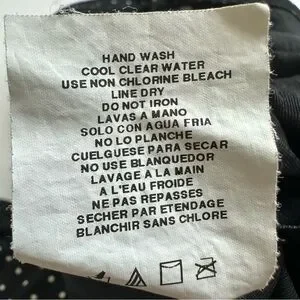 HAND WASH
COOL CLEAR WATER
USE NON CHLORINE BLEACH
LINE DRY
DO NOT IRON
LAVAS A MANO
SOLO CON AGUA FRIA
NO LO PLANCHE
CUELGUESE PARA SECAR
NO USE BLANQUEDOR
LAVAGE A LA MAIN
A L'EAU FROIDE
NE PAS REPASSES
SECHER PAR ETENDAGE
BLANCHIR SANS CHLORE